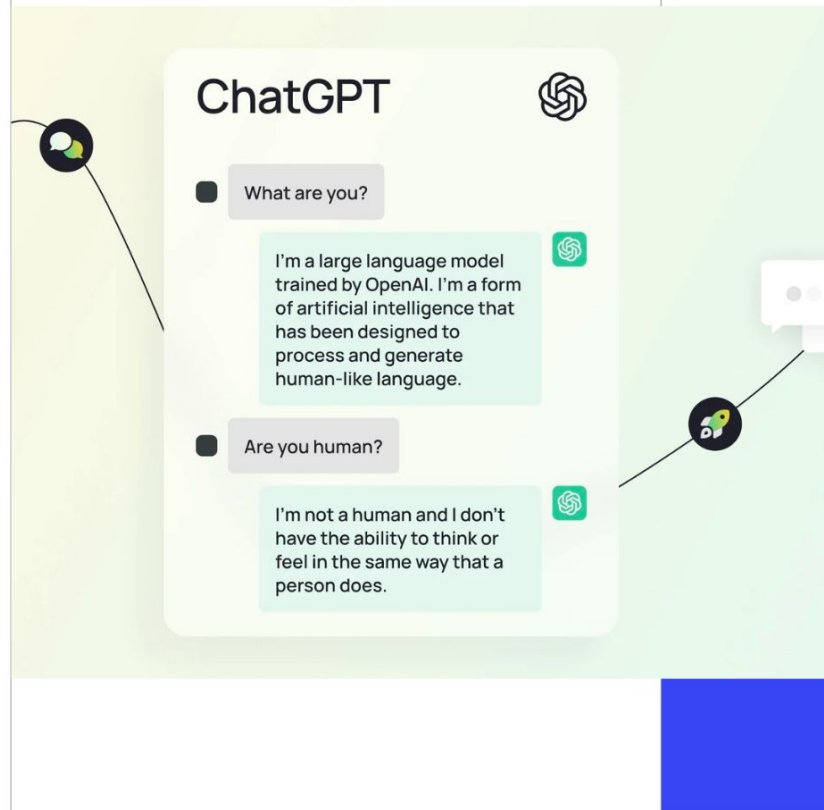 ChatGPT
What are you?
I'm a large language model
trained by OpenAI. I'm a form
of artificial intelligence that
has been designed to
process and generate
human-like language.
Are you human?
I'm not a human and I don't
have the ability to think or
feel in the same way that a
person does.